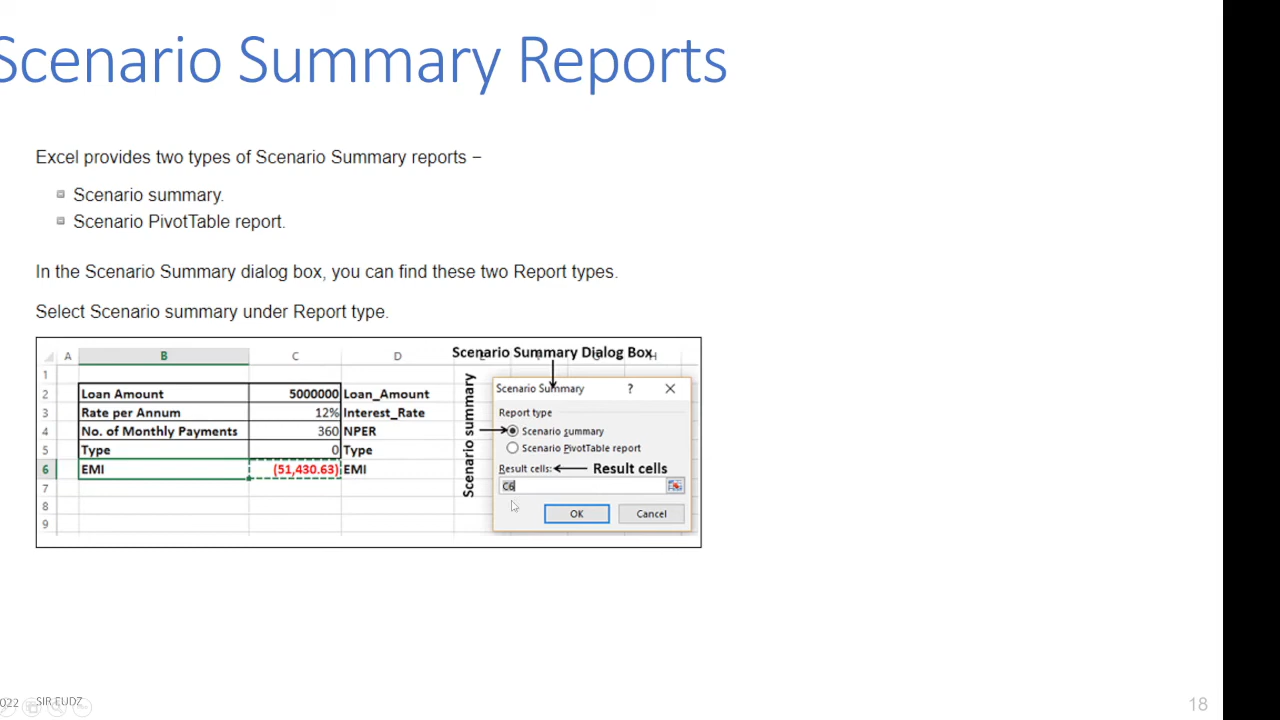 Scenario Summary Reports
Excel provides two types of Scenario Summary reports −
Scenario summary.
Scenario PivotTable report.
In the Scenario Summary dialog box, you can find these two Report types.
Select Scenario summary under Report type.
Scenario Summary Dialog Box
A B C D H
1
2 Loan Amount 5000000 Loan_Amount
3 Rate per Annum 12% Interest_Rate
4 No. of Monthly Payments 360 NPER
5 Type 0 Type
6 EMI (51,430.63) EMI
7
8
9
Scenario summary
Scenario Summary ? ×
Report type
Scenario summary
Scenario PivotTable report
Result cells: Result cells
C6
OK Cancel
022 SIR EUDZ
18